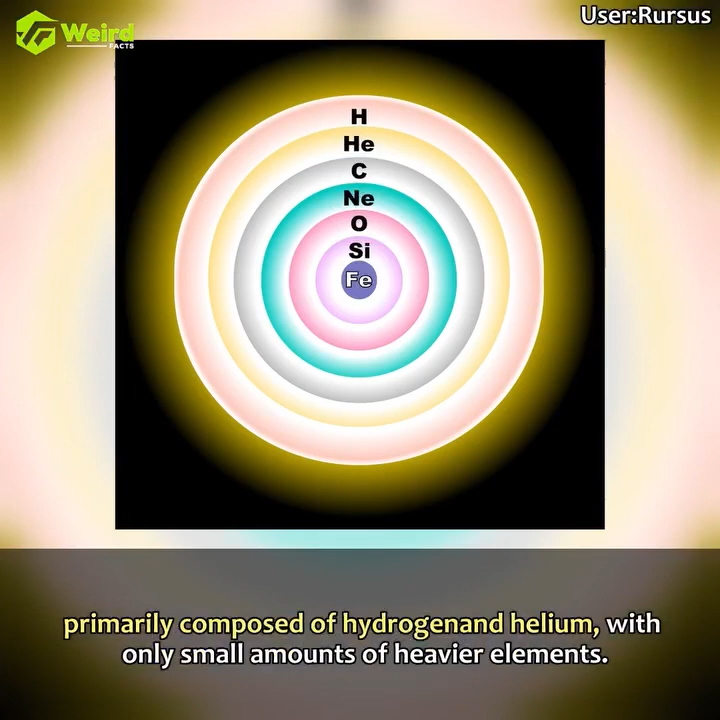 User:Rursus
Weird
FACTS
H
He
C
Ne
O
Si
Fe
primarily composed of hydrogenand helium, with
only small amounts of heavier elements.